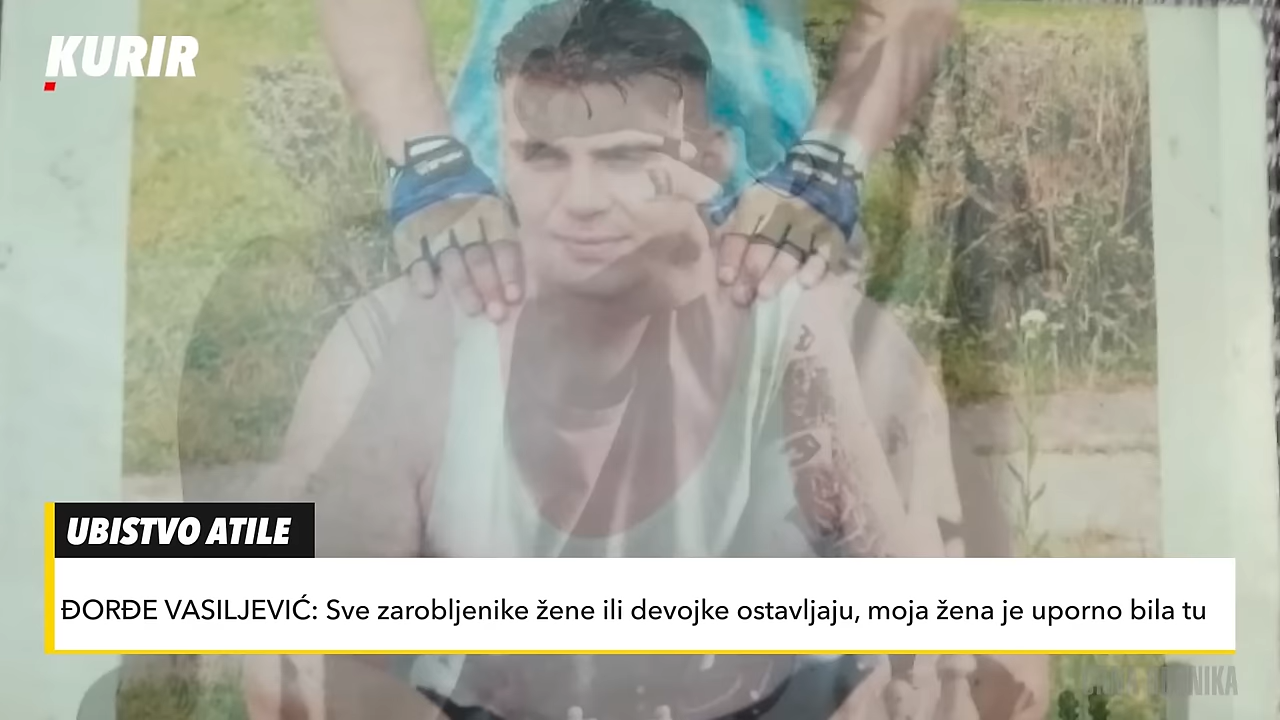 KURIR
UBISTVO ATILE
ĐORĐE VASILJEVIĆ: Sve zarobljenike žene ili devojke ostavljaju, moja žena je uporno bila tu